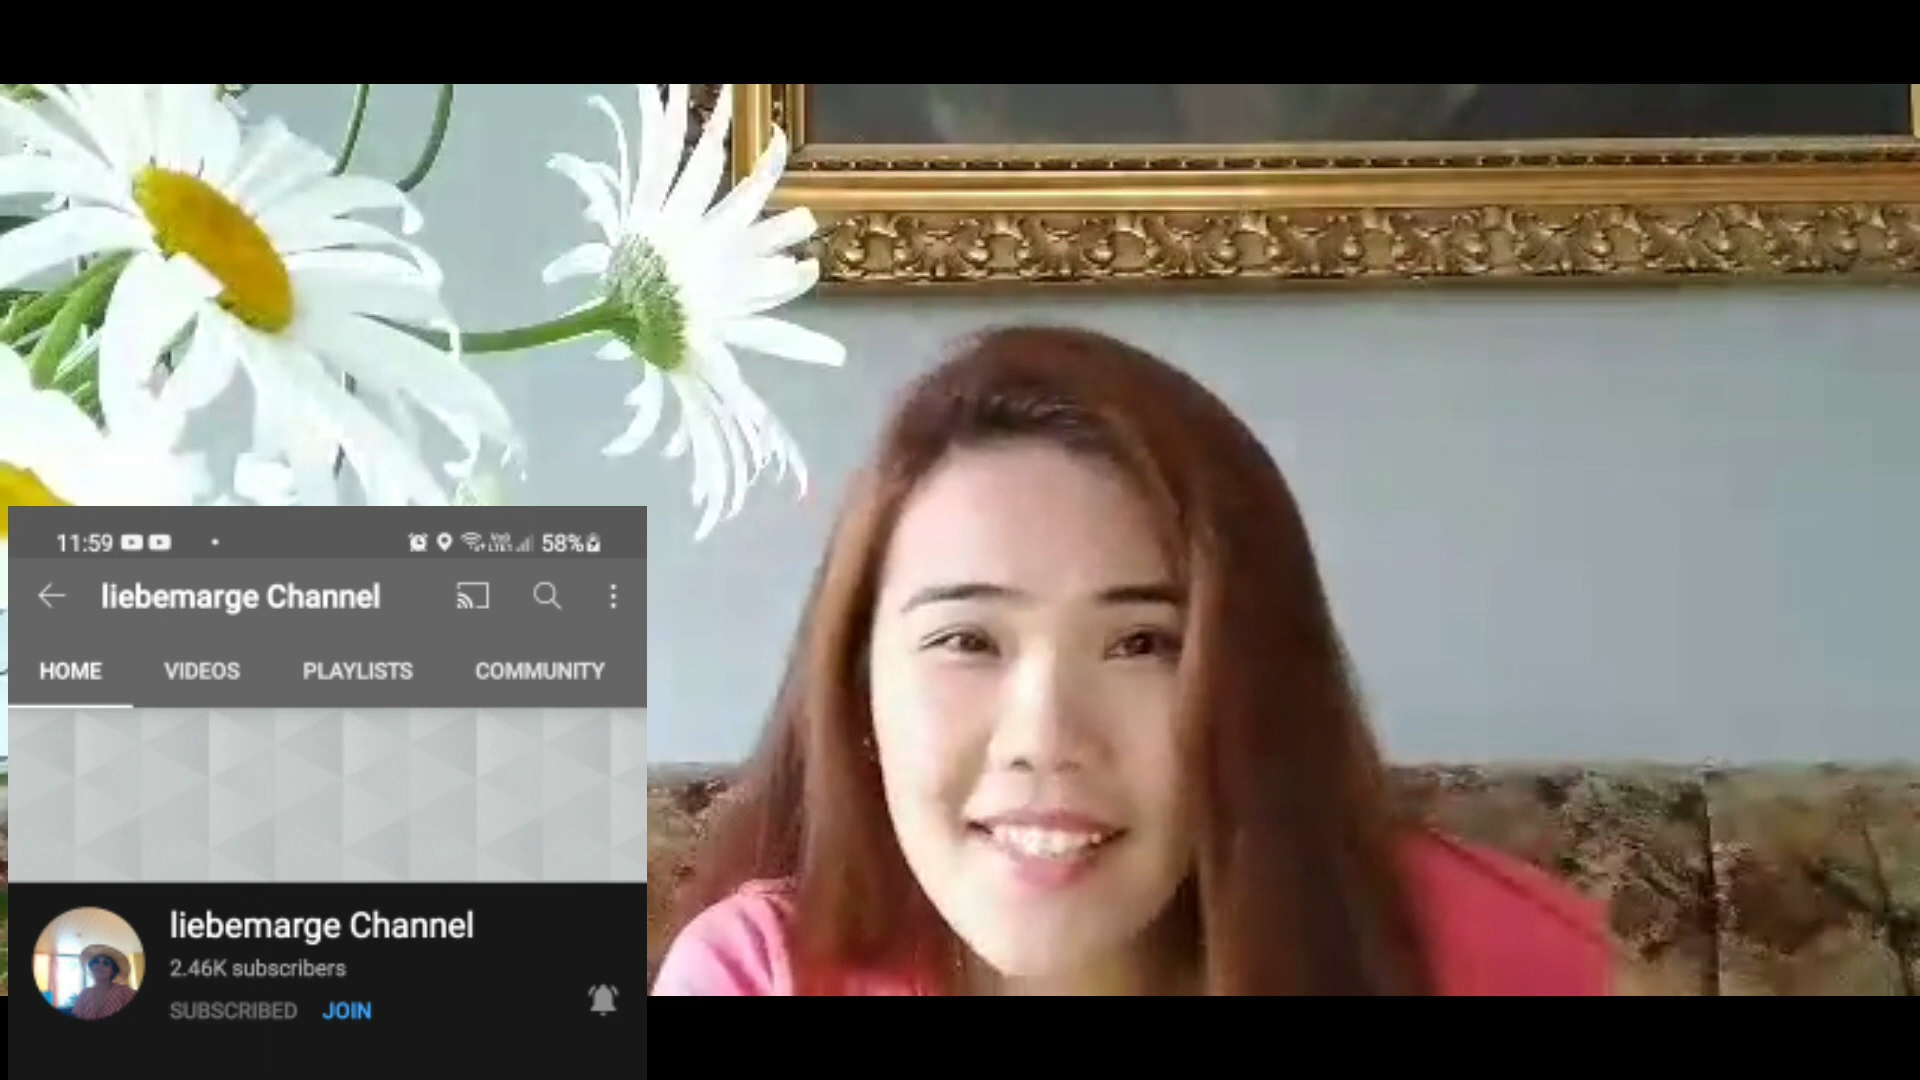 11:59 58%
liebemarge Channel
HOME VIDEOS PLAYLISTS COMMUNITY
liebemarge Channel
2.46K subscribers
SUBSCRIBED JOIN